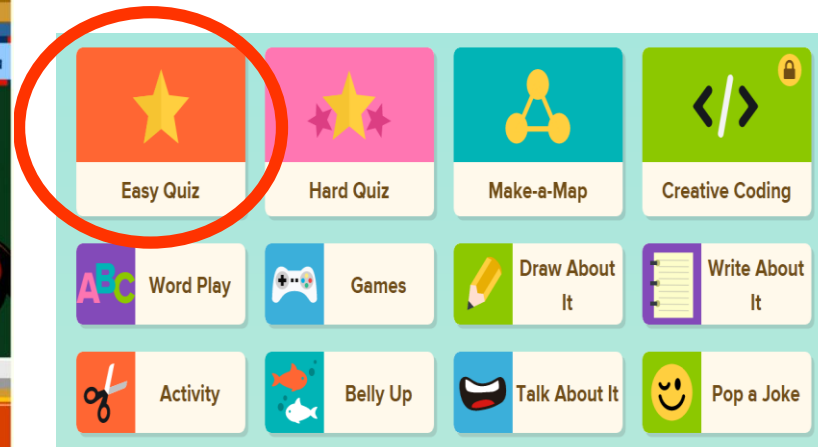 Easy Quiz
Hard Quiz
Make-a-Map
Creative Coding
ABC
Word Play
Games
Draw About
It
Write About
It
Activity
Belly Up
Talk About It
Pop a Joke